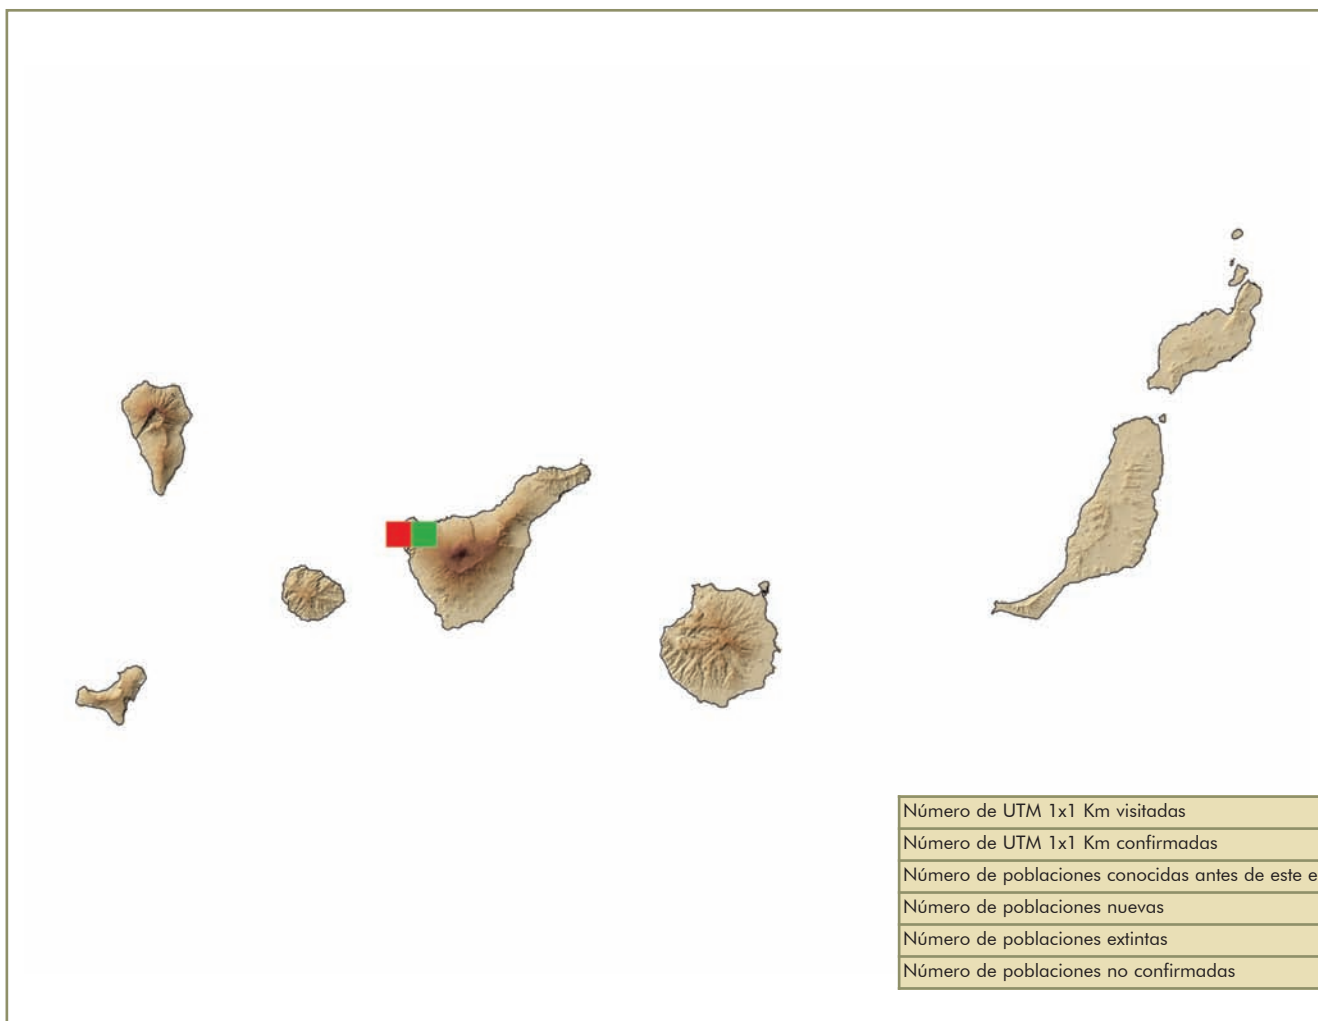 Número de UTM 1x1 Km visitadas
Número de UTM 1x1 Km confirmadas
Número de poblaciones conocidas antes de este e
Número de poblaciones nuevas
Número de poblaciones extintas
Número de poblaciones no confirmadas